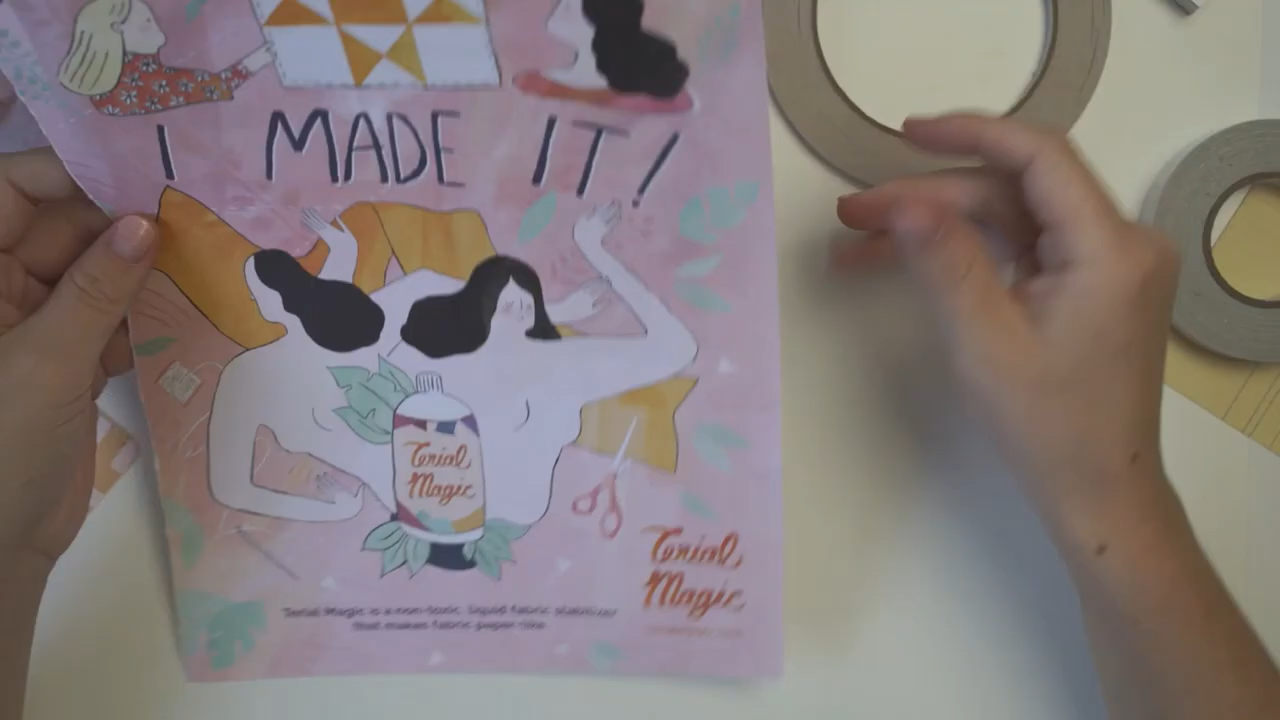 I MADE IT!
Terial
Magic
Terial
Magic
Terial Magic is a non-toxic, liquid fabric stabilizer
that makes fabric paper-like.